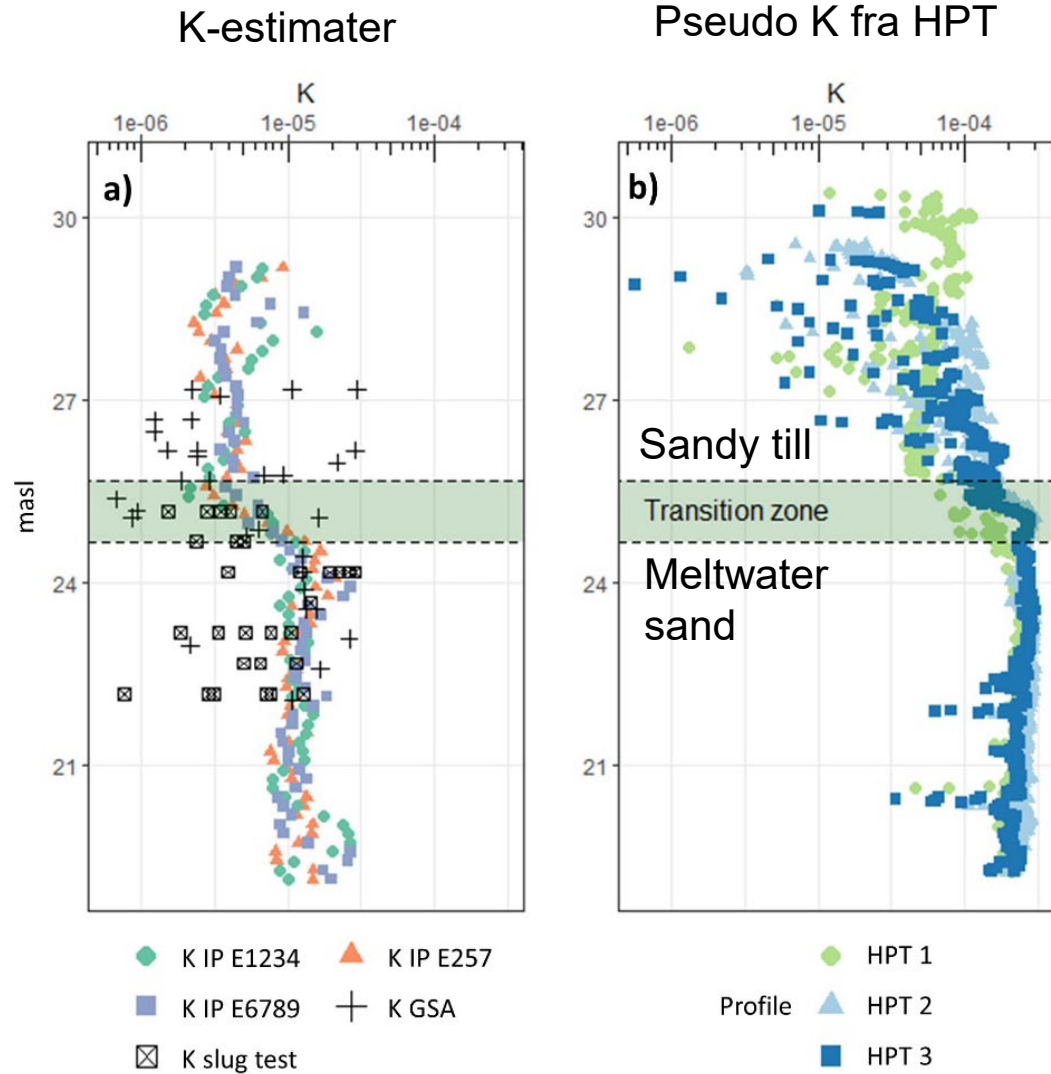 K-estimater
Pseudo K fra HPT
K
1e-06 1e-05 1e-04
a)
30
27
24
21
masl
K IP E1234
K IP E257
K IP E6789
K GSA
K slug test
K
1e-06 1e-05 1e-04
b)
30
27
24
21
Sandy till
Transition zone
Meltwater
sand
Profile
HPT 1
HPT 2
HPT 3